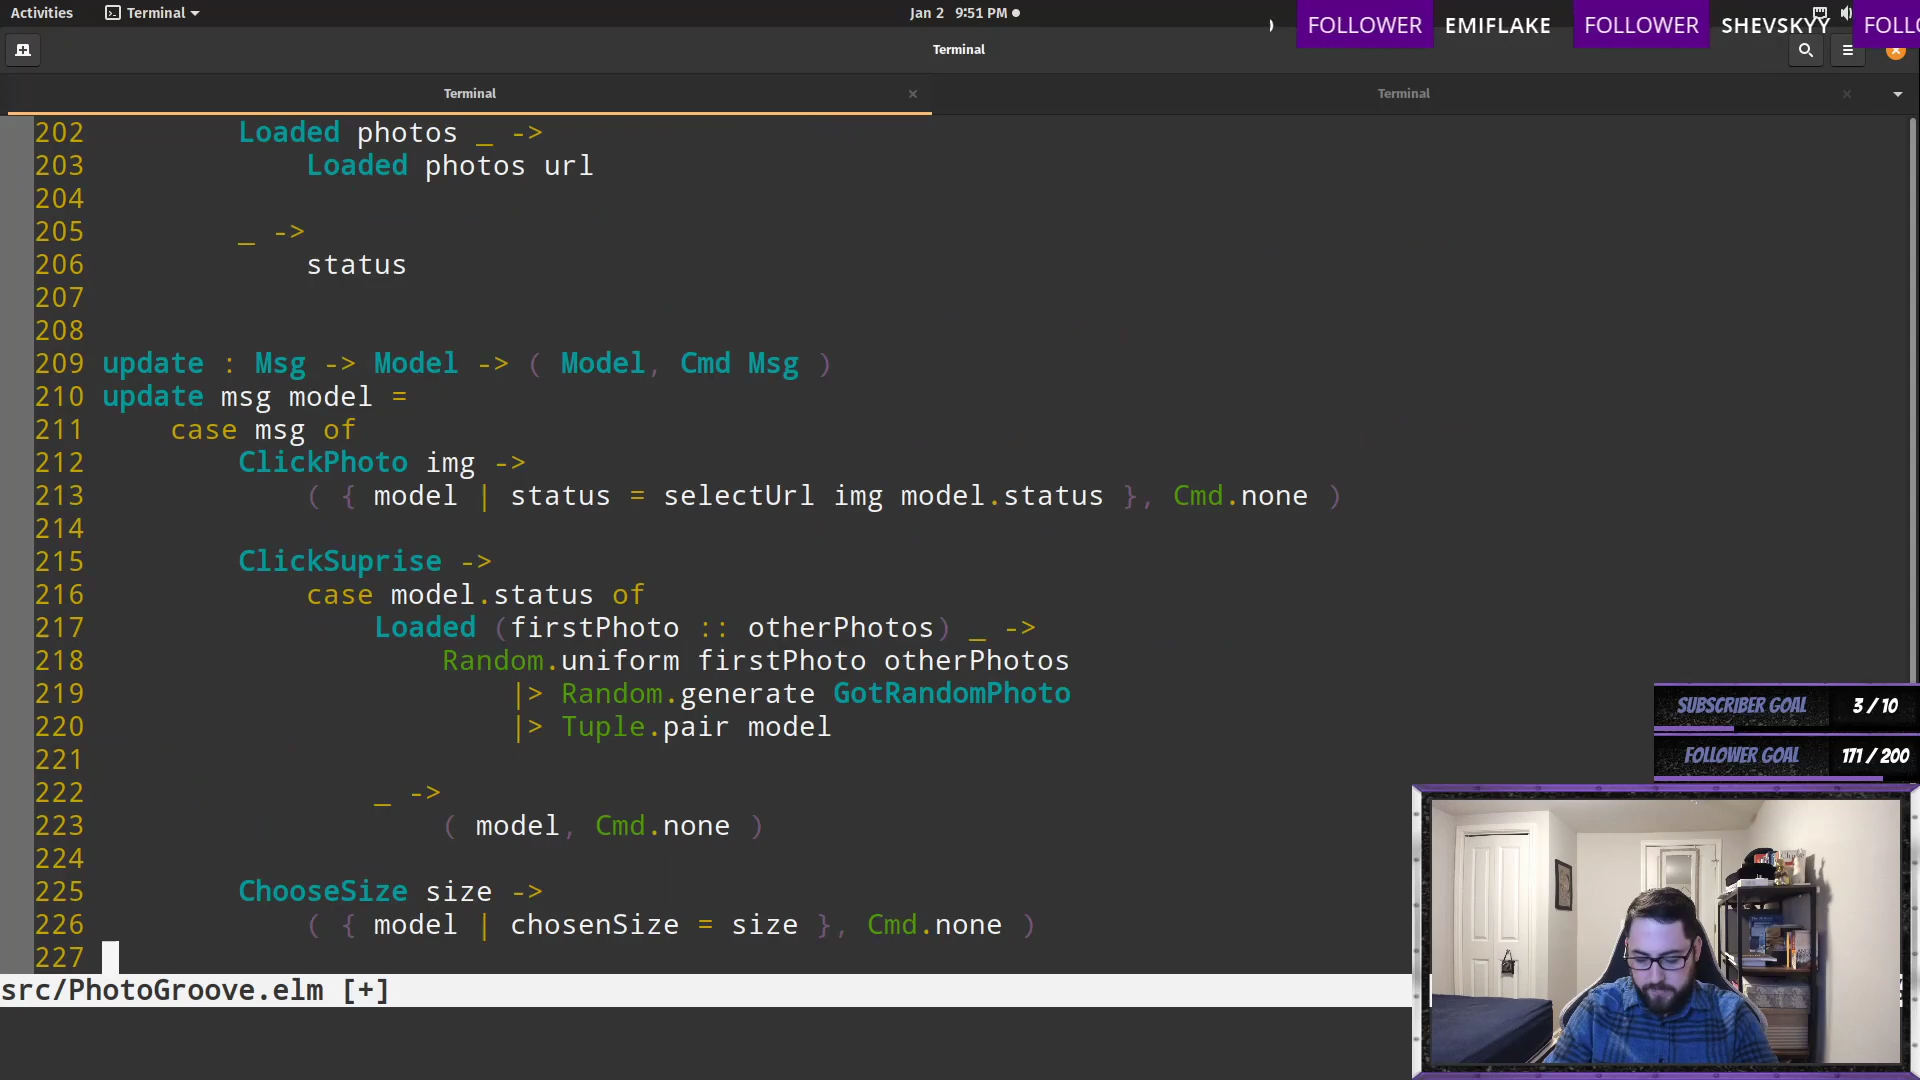 Activities Terminal Jan 2 9:51 PM
FOLLOWER EMIFLAKE FOLLOWER SHEVSKYY FOLLO
Terminal
Terminal Terminal
202 Loaded photos _ ->
203 Loaded photos url
204
205 _ ->
206 status
207
208
209 update : Msg -> Model -> ( Model, Cmd Msg )
210 update msg model =
211 case msg of
212 ClickPhoto img ->
213 ( { model | status = selectUrl img model.status }, Cmd.none )
214
215 ClickSuprise ->
216 case model.status of
217 Loaded (firstPhoto :: otherPhotos) _ ->
218 Random.uniform firstPhoto otherPhotos
219 |> Random.generate GotRandomPhoto
220 |> Tuple.pair model
221
222 _ ->
223 ( model, Cmd.none )
224
225 ChooseSize size ->
226 ( { model | chosenSize = size }, Cmd.none )
227
src/PhotoGroove.elm [+]
SUBSCRIBER GOAL 3 / 10
FOLLOWER GOAL 171 / 200